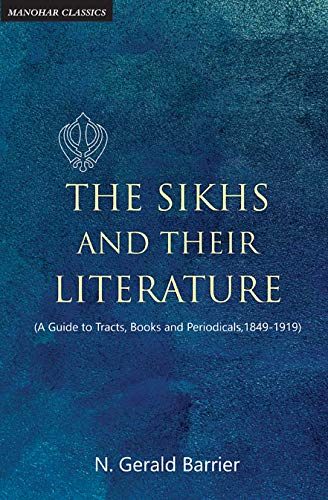 MANOHAR CLASSICS
THE SIKHS
AND THEIR
LITERATURE
(A Guide to Tracts, Books and Periodicals,1849-1919)
N. Gerald Barrier